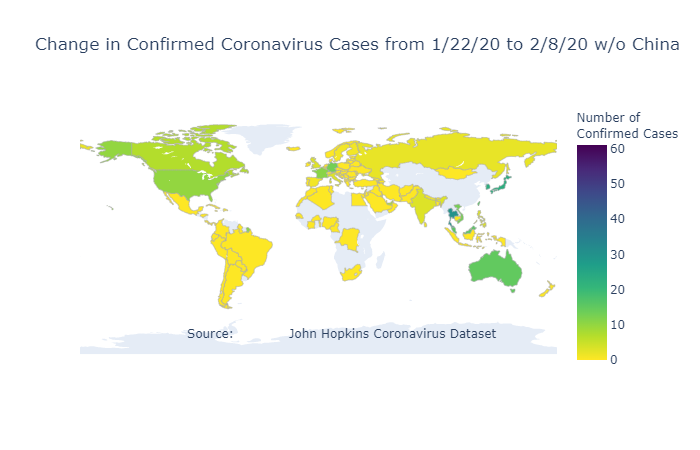 Change in Confirmed Coronavirus Cases from 1/22/20 to 2/8/20 w/o China
Number of
Confirmed Cases
60
50
40
30
20
10
0
Source: John Hopkins Coronavirus Dataset